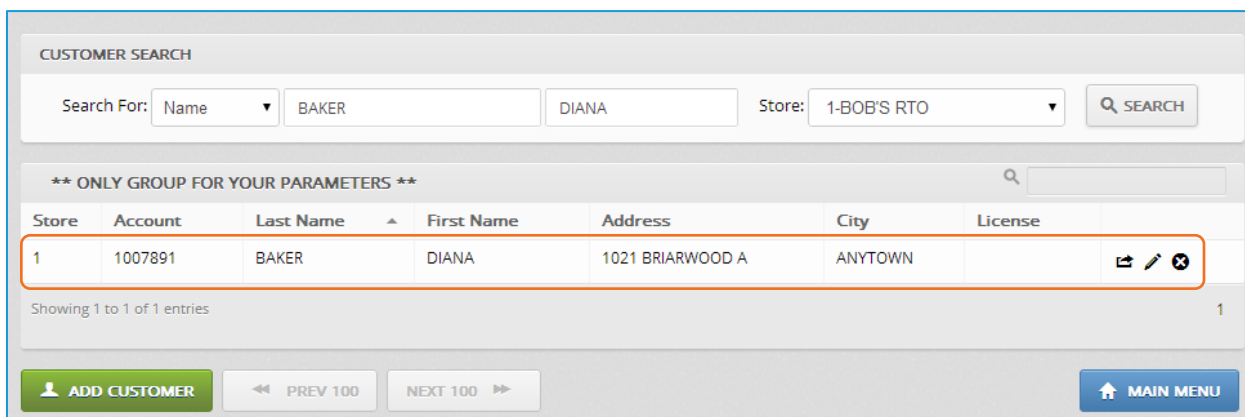 CUSTOMER SEARCH
Search For: Name BAKER DIANA Store: 1-BOB'S RTO SEARCH
** ONLY GROUP FOR YOUR PARAMETERS **
Store Account Last Name First Name Address City License
1 1007891 BAKER DIANA 1021 BRIARWOOD A ANYTOWN
Showing 1 to 1 of 1 entries 1
ADD CUSTOMER PREV 100 NEXT 100 MAIN MENU